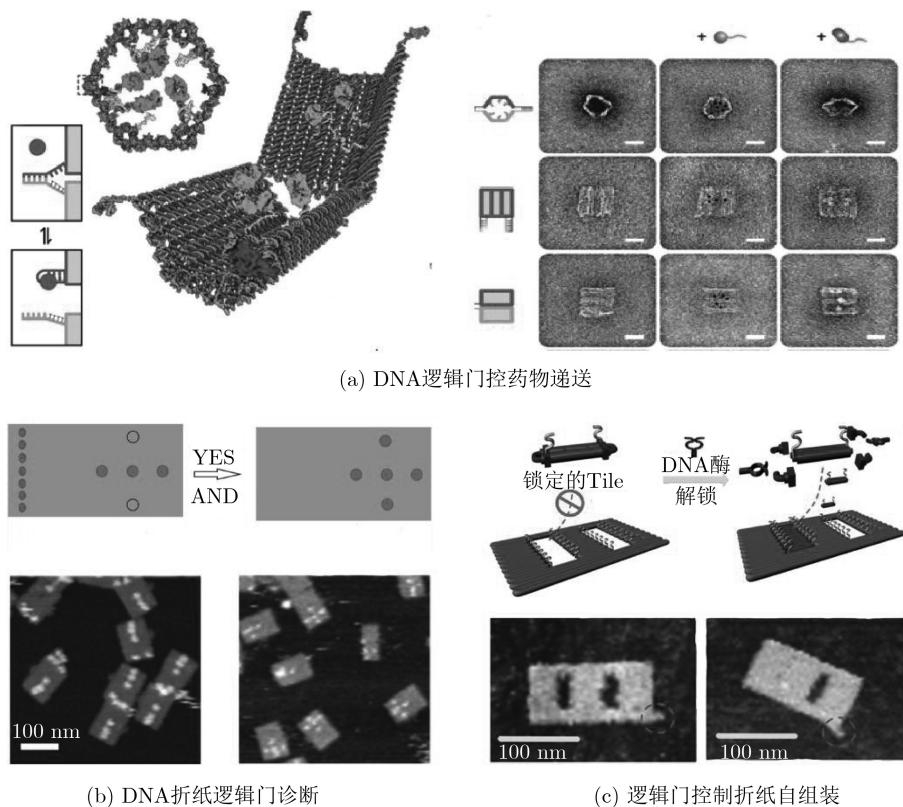 + +
(a) DNA逻辑门控药物递送
YES
AND
锁定的Tile
DNA酶
解锁
100 nm
100 nm
100 nm
(b) DNA折纸逻辑门诊断
(c) 逻辑门控制折纸自组装